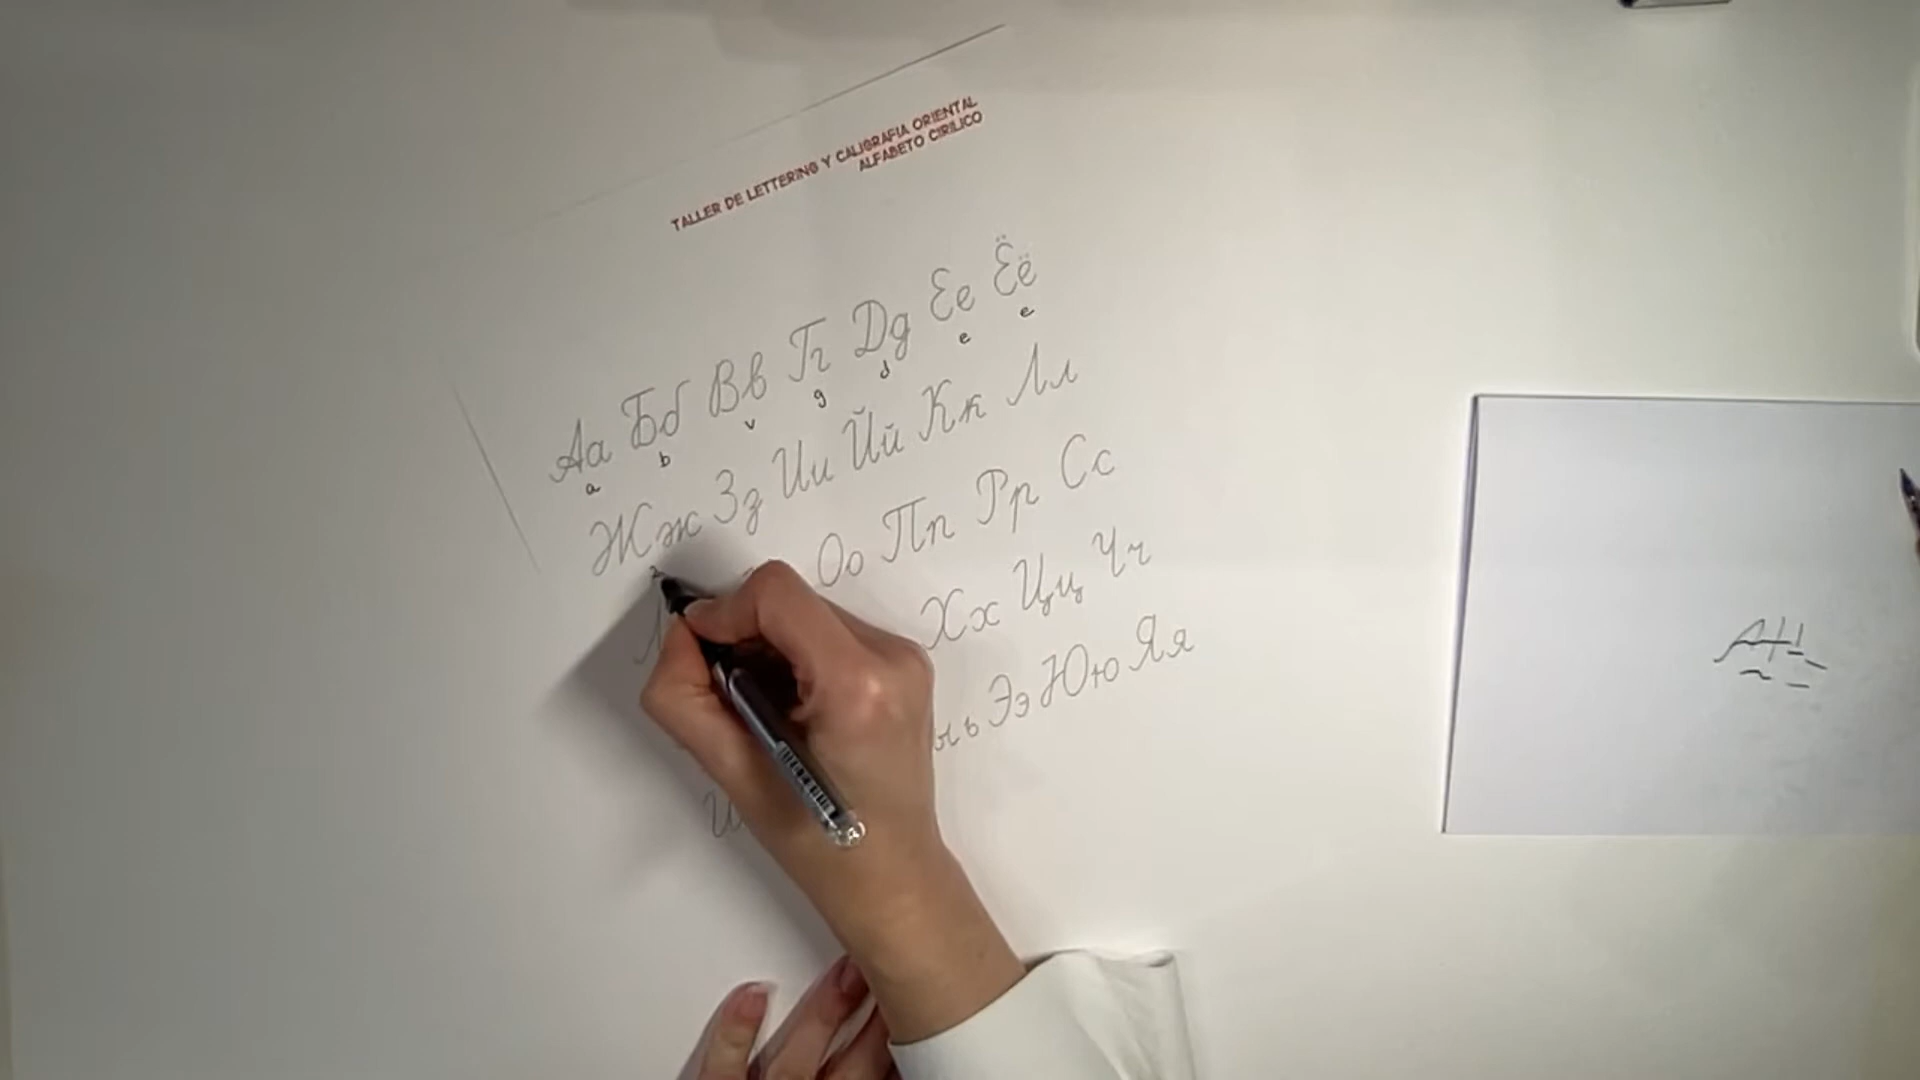 TALLER DE LETTERING Y CALIGRAFIA ORIENTAL
ALFABETO CIRILICO
Аа Бб Вв Гг Дд Ее Ёё
a b v g d e e
Жж Зз Ии Йй Кк Лл
Оо Пп Рр Сс
Хх Цц Чч
ы ь Ээ Юю Яя